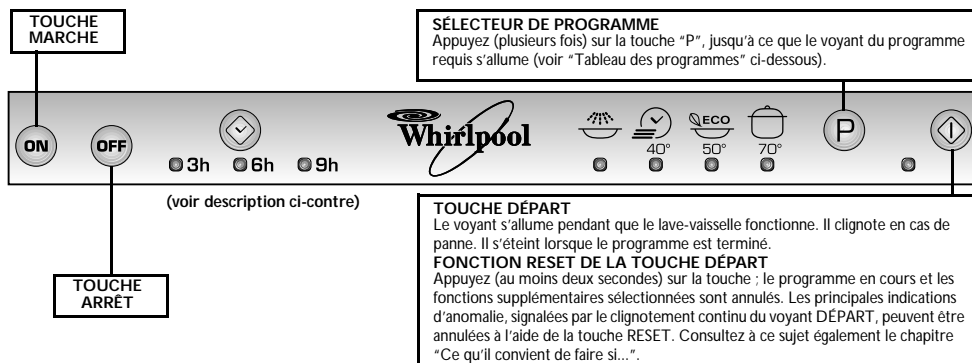 TOUCHE
MARCHE
SÉLECTEUR DE PROGRAMME
Appuyez (plusieurs fois) sur la touche "P", jusqu'à ce que le voyant du programme
requis s'allume (voir "Tableau des programmes" ci-dessous).
ON
OFF
3h
6h
9h
Whirlpool
40°
ECO
50°
70°
P
(voir description ci-contre)
TOUCHE
ARRÊT
TOUCHE DÉPART
Le voyant s'allume pendant que le lave-vaisselle fonctionne. Il clignote en cas de
panne. Il s'éteint lorsque le programme est terminé.
FONCTION RESET DE LA TOUCHE DÉPART
Appuyez (au moins deux secondes) sur la touche ; le programme en cours et les
fonctions supplémentaires sélectionnées sont annulés. Les principales indications
d'anomalie, signalées par le clignotement continu du voyant DÉPART, peuvent être
annulées à l'aide de la touche RESET. Consultez à ce sujet également le chapitre
"Ce qu'il convient de faire si...".